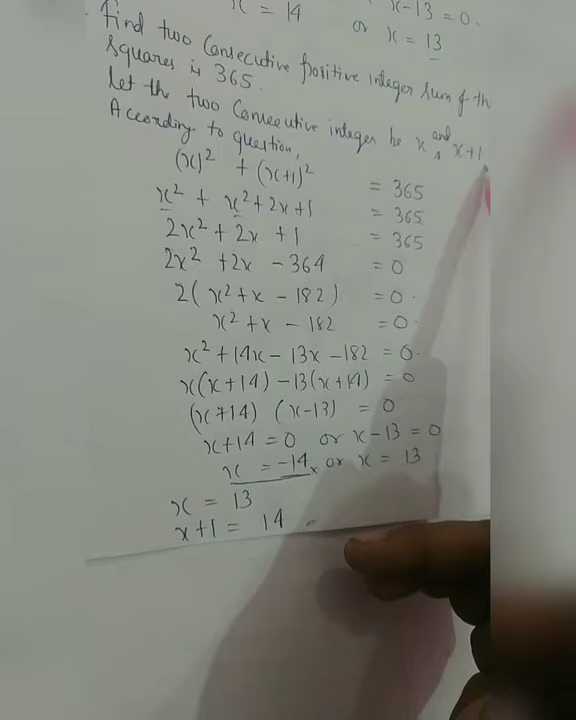 x = 14
x-13 = 0.
or x = 13
Find two Consecutive positive integer sum of th
squares is 365.
Let the two Consecutive integer be x and x+1.
According to question,
(x)² + (x+1)² = 365
x² + x² + 2x + 1 = 365
2x² + 2x + 1 = 365
2x² + 2x - 364 = 0
2(x² + x - 182) = 0.
x² + x - 182 = 0.
x² + 14x - 13x - 182 = 0.
x(x+14) - 13(x+14) = 0
(x+14) (x-13) = 0
x+14 = 0 or x-13 = 0
x = -14 x or x = 13
x = 13
x+1 = 14